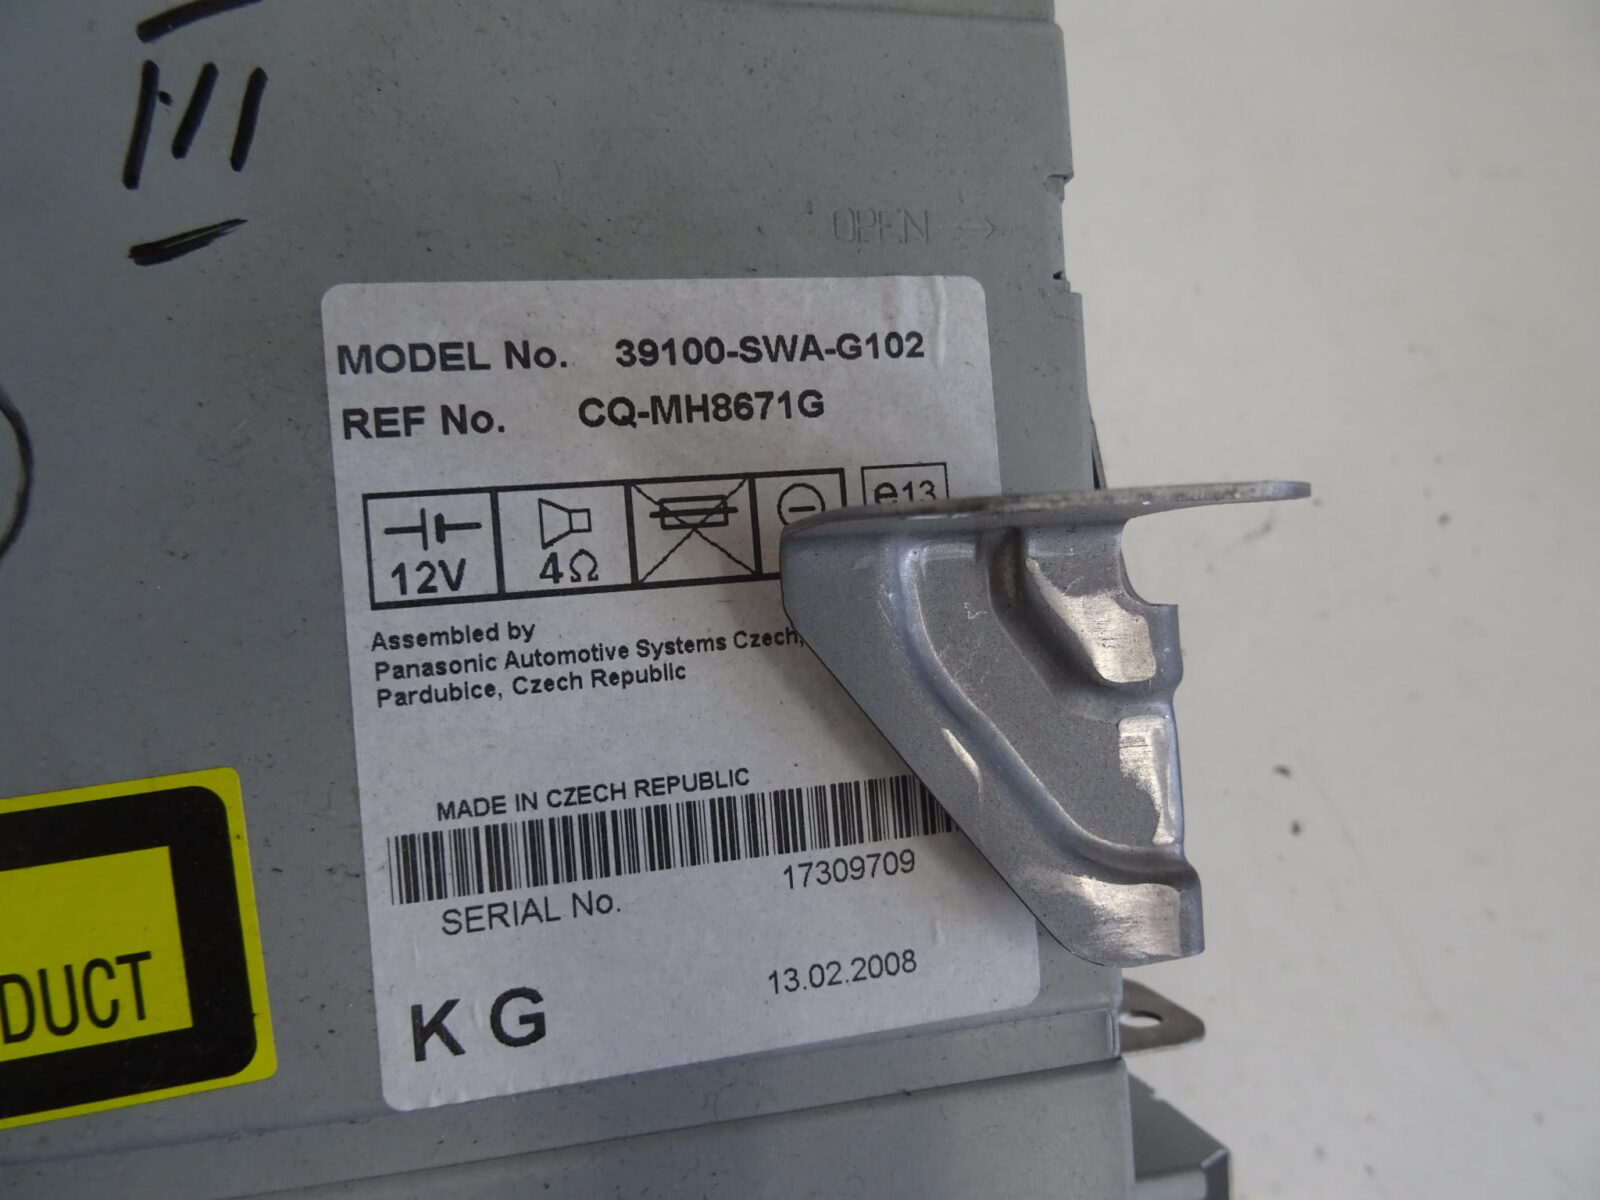 OPEN →
MODEL No. 39100-SWA-G102
REF No. CQ-MH8671G
e13
12V 4Ω
Assembled by
Panasonic Automotive Systems Czech,
Pardubice, Czech Republic
MADE IN CZECH REPUBLIC
17309709
SERIAL No.
13.02.2008
K G
DUCT